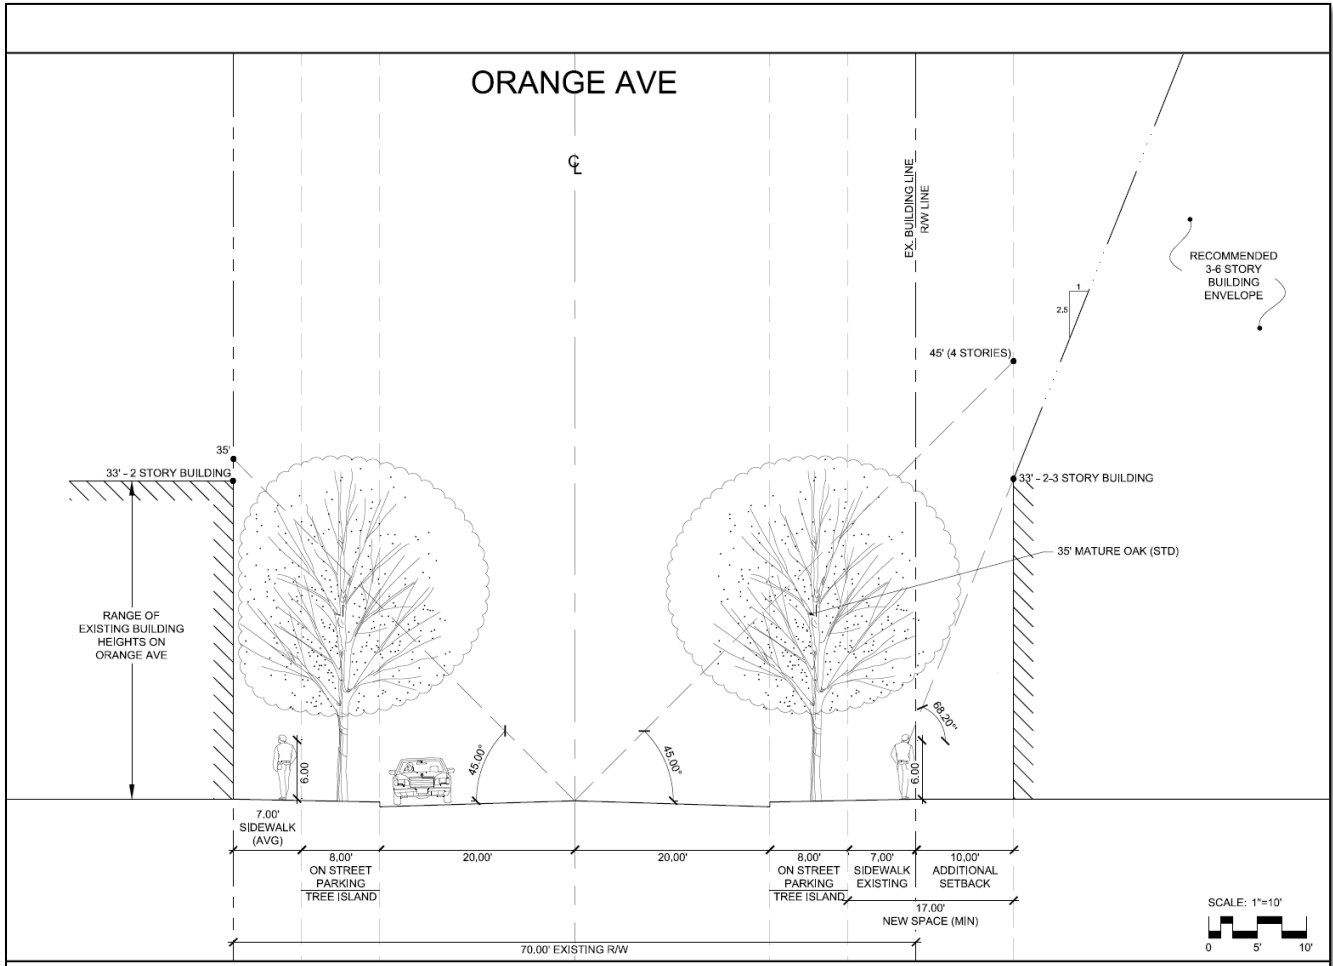 ORANGE AVE
℄
EX. BUILDING LINE
R/W LINE
RECOMMENDED
3-6 STORY
BUILDING
ENVELOPE
1
2.5
45' (4 STORIES)
35'
33' - 2 STORY BUILDING
33' - 2-3 STORY BUILDING
35' MATURE OAK (STD)
RANGE OF
EXISTING BUILDING
HEIGHTS ON
ORANGE AVE
68.20°
6.00
45.00°
45.00°
6.00
7.00'
SIDEWALK
(AVG)
8.00'
ON STREET
PARKING
TREE ISLAND
20.00'
20.00'
8.00'
ON STREET
PARKING
TREE ISLAND
7.00'
SIDEWALK
EXISTING
10.00'
ADDITIONAL
SETBACK
17.00'
NEW SPACE (MIN)
70.00' EXISTING R/W
SCALE: 1"=10'
0 5' 10'